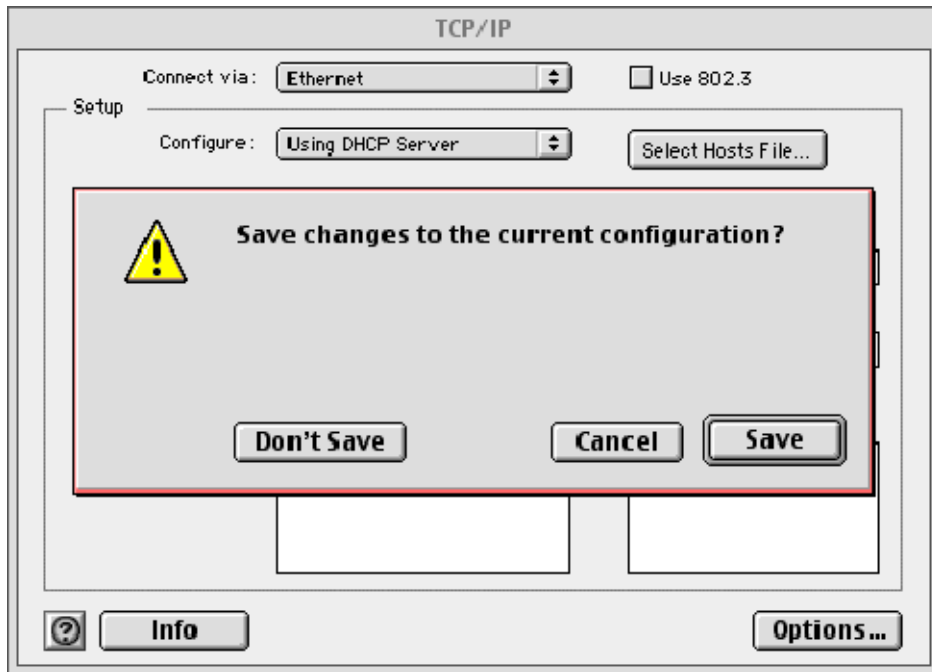 TCP/IP
Connect via: Ethernet Use 802.3
Setup
Configure: Using DHCP Server Select Hosts File...
Save changes to the current configuration?
Don't Save Cancel Save
? Info Options...